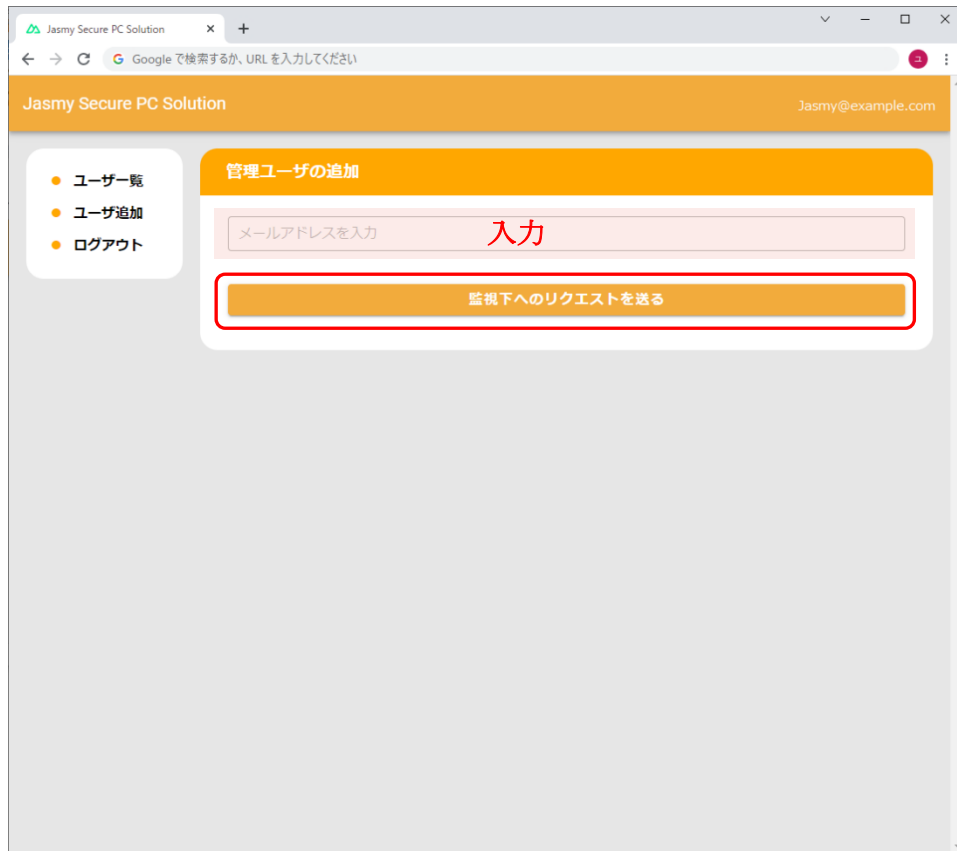 Jasmy Secure PC Solution
Google で検索するか、URL を入力してください
ユ
Jasmy Secure PC Solution
Jasmy@example.com
ユーザー覧
ユーザ追加
ログアウト
管理ユーザの追加
メールアドレスを入力
入力
監視下へのリクエストを送る